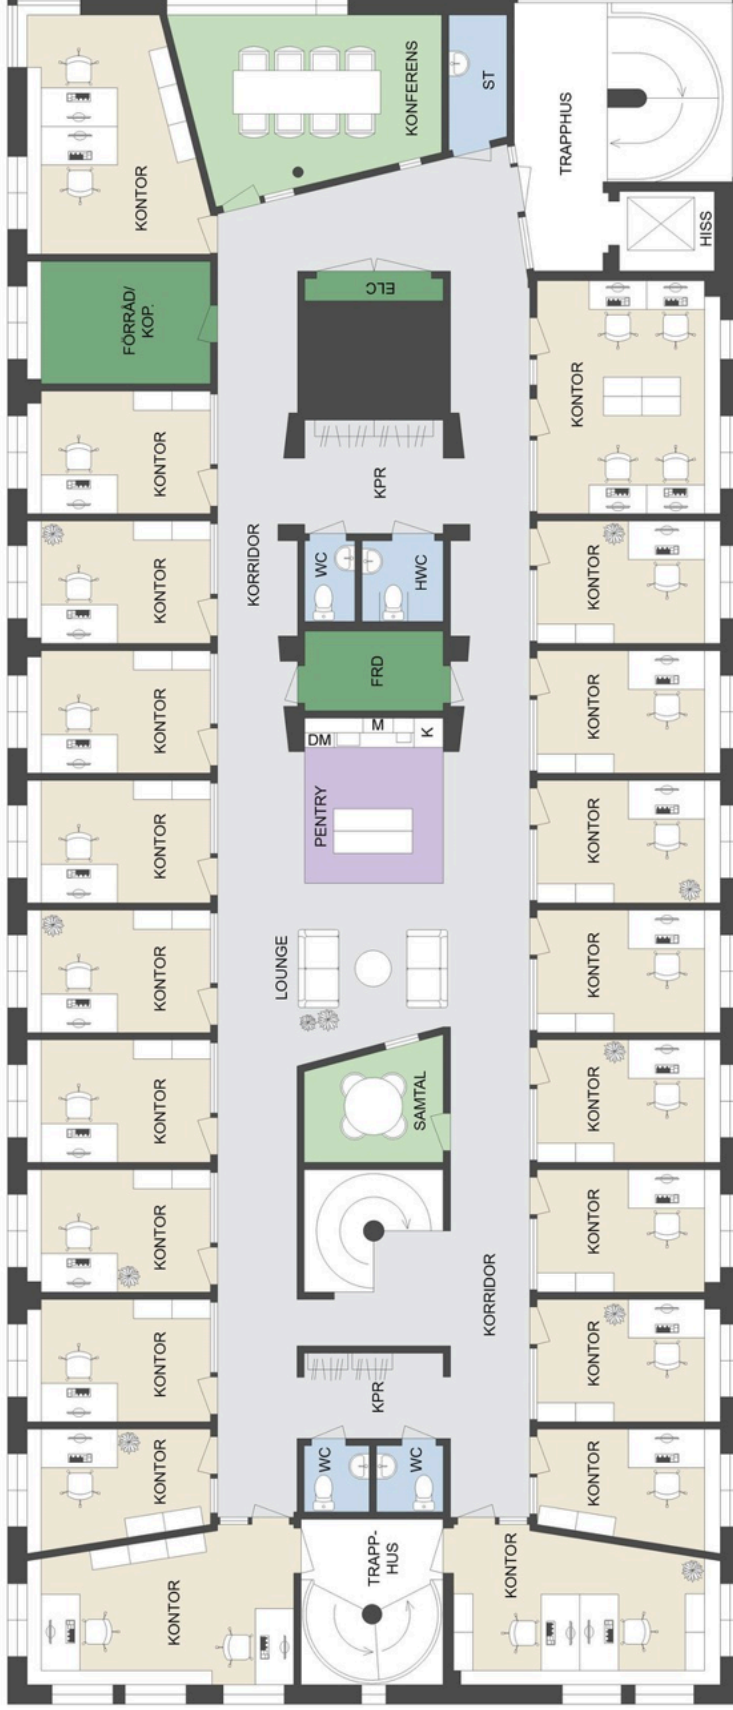 KONFERENS
ST
TRAPPHUS
KONTOR
HISS
ELC
FÖRRÅD/
KOP.
KONTOR
KONTOR
KPR
KORRIDOR
WC
HWC
KONTOR
KONTOR
FRD
KONTOR
KONTOR
DM
M
K
PENTRY
KONTOR
KONTOR
LOUNGE
KONTOR
KONTOR
SAMTAL
KONTOR
KONTOR
KONTOR
KONTOR
KORRIDOR
KONTOR
KONTOR
KPR
WC
WC
KONTOR
KONTOR
TRAPP-
HUS
KONTOR
KONTOR